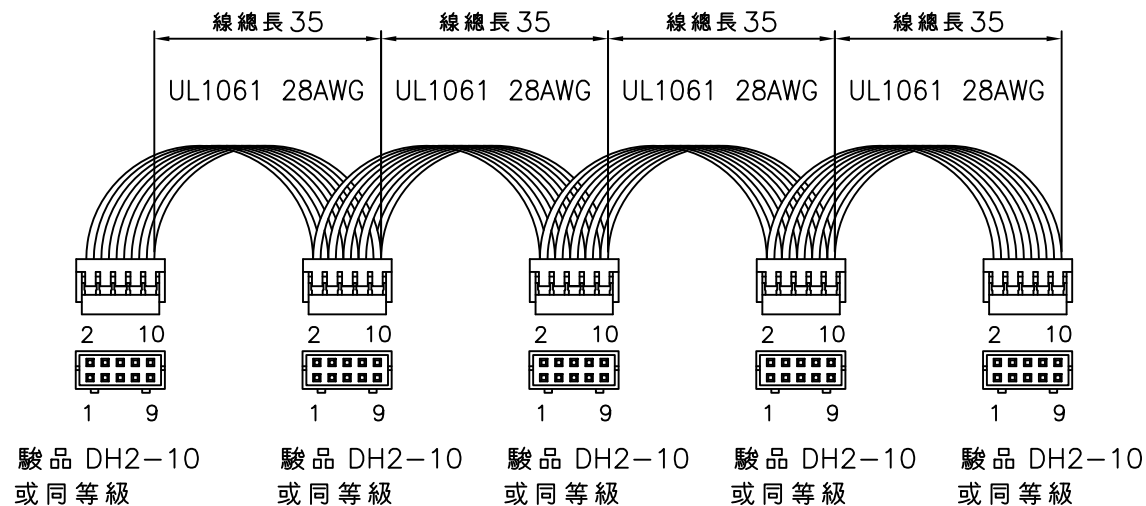 線總長35 線總長35 線總長35 線總長35
UL1061 28AWG UL1061 28AWG UL1061 28AWG UL1061 28AWG
2 10 2 10 2 10 2 10 2 10
1 9 1 9 1 9 1 9 1 9
駿品 DH2-10 駿品 DH2-10 駿品 DH2-10 駿品 DH2-10 駿品 DH2-10
或同等級 或同等級 或同等級 或同等級 或同等級